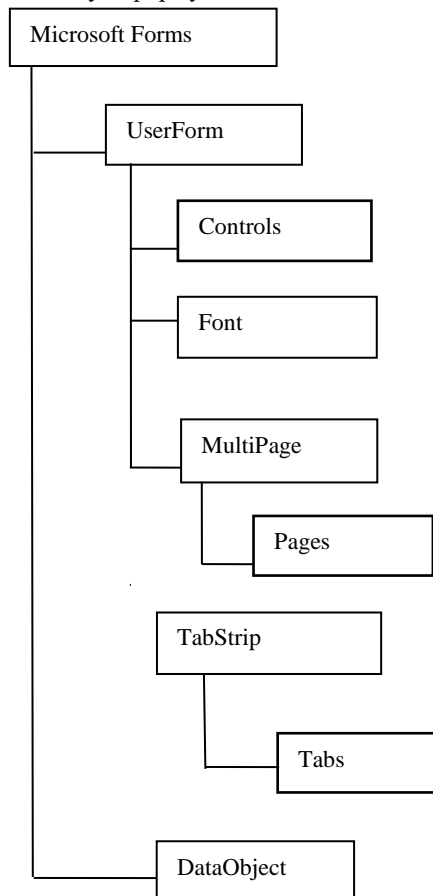 Microsoft Forms
UserForm
Controls
Font
MultiPage
Pages
TabStrip
Tabs
DataObject